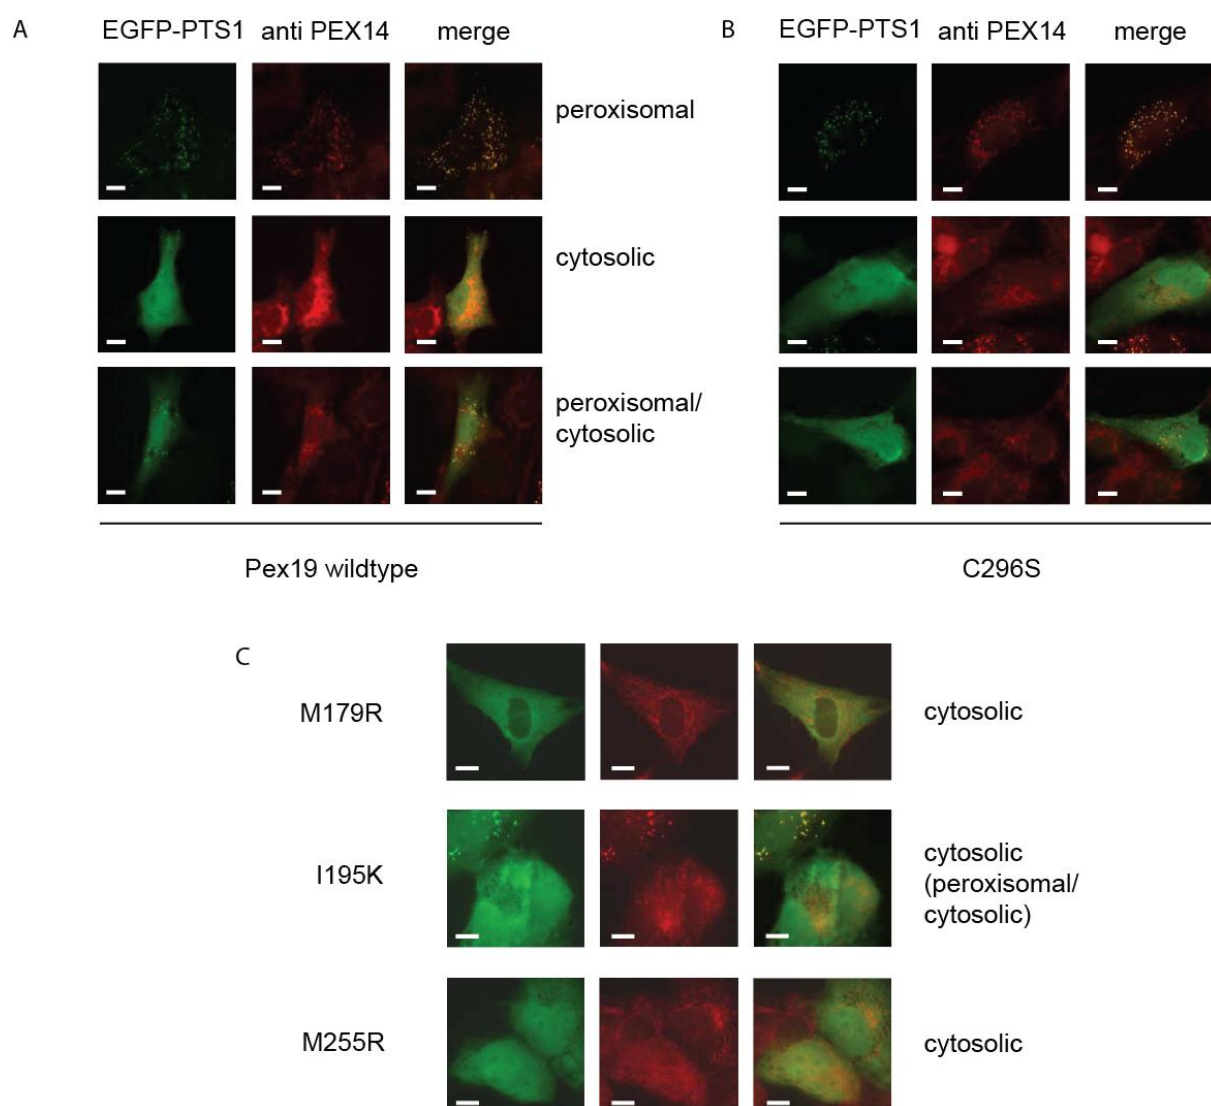 A EGFP-PTS1 anti PEX14 merge B EGFP-PTS1 anti PEX14 merge
peroxisomal
cytosolic
peroxisomal/
cytosolic
Pex19 wildtype C296S
C
M179R cytosolic
I195K cytosolic
(peroxisomal/
cytosolic)
M255R cytosolic